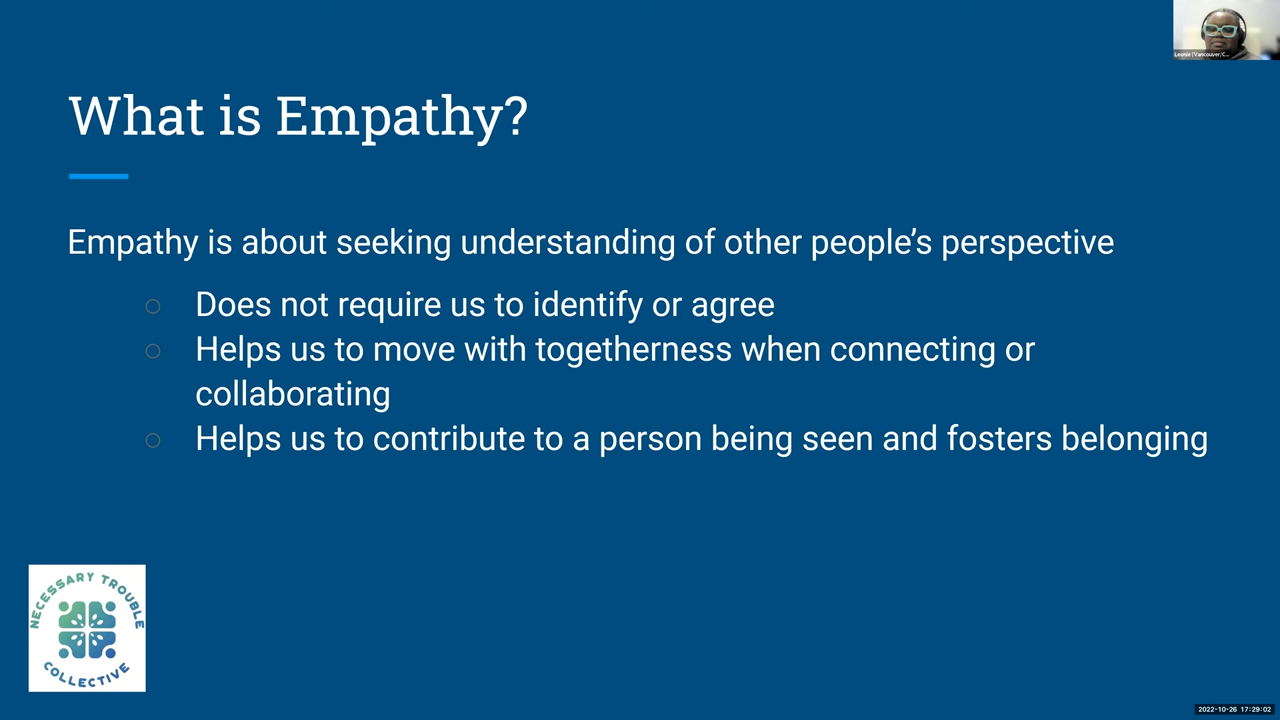 Leonie (Vancouver/C...
What is Empathy?
Empathy is about seeking understanding of other people’s perspective
○ Does not require us to identify or agree
○ Helps us to move with togetherness when connecting or
collaborating
○ Helps us to contribute to a person being seen and fosters belonging
NECESSARY TROUBLE
COLLECTIVE
2022-10-26 17:29:02